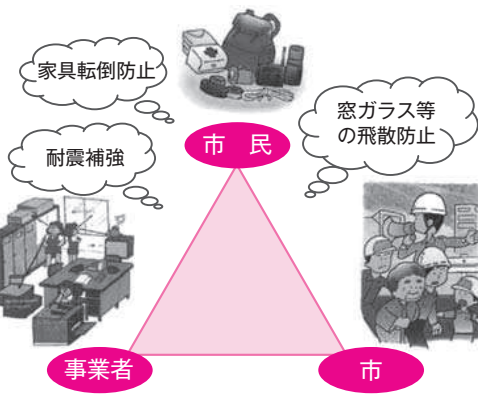 家具転倒防止
耐震補強
窓ガラス等
の飛散防止
市 民
事業者
市